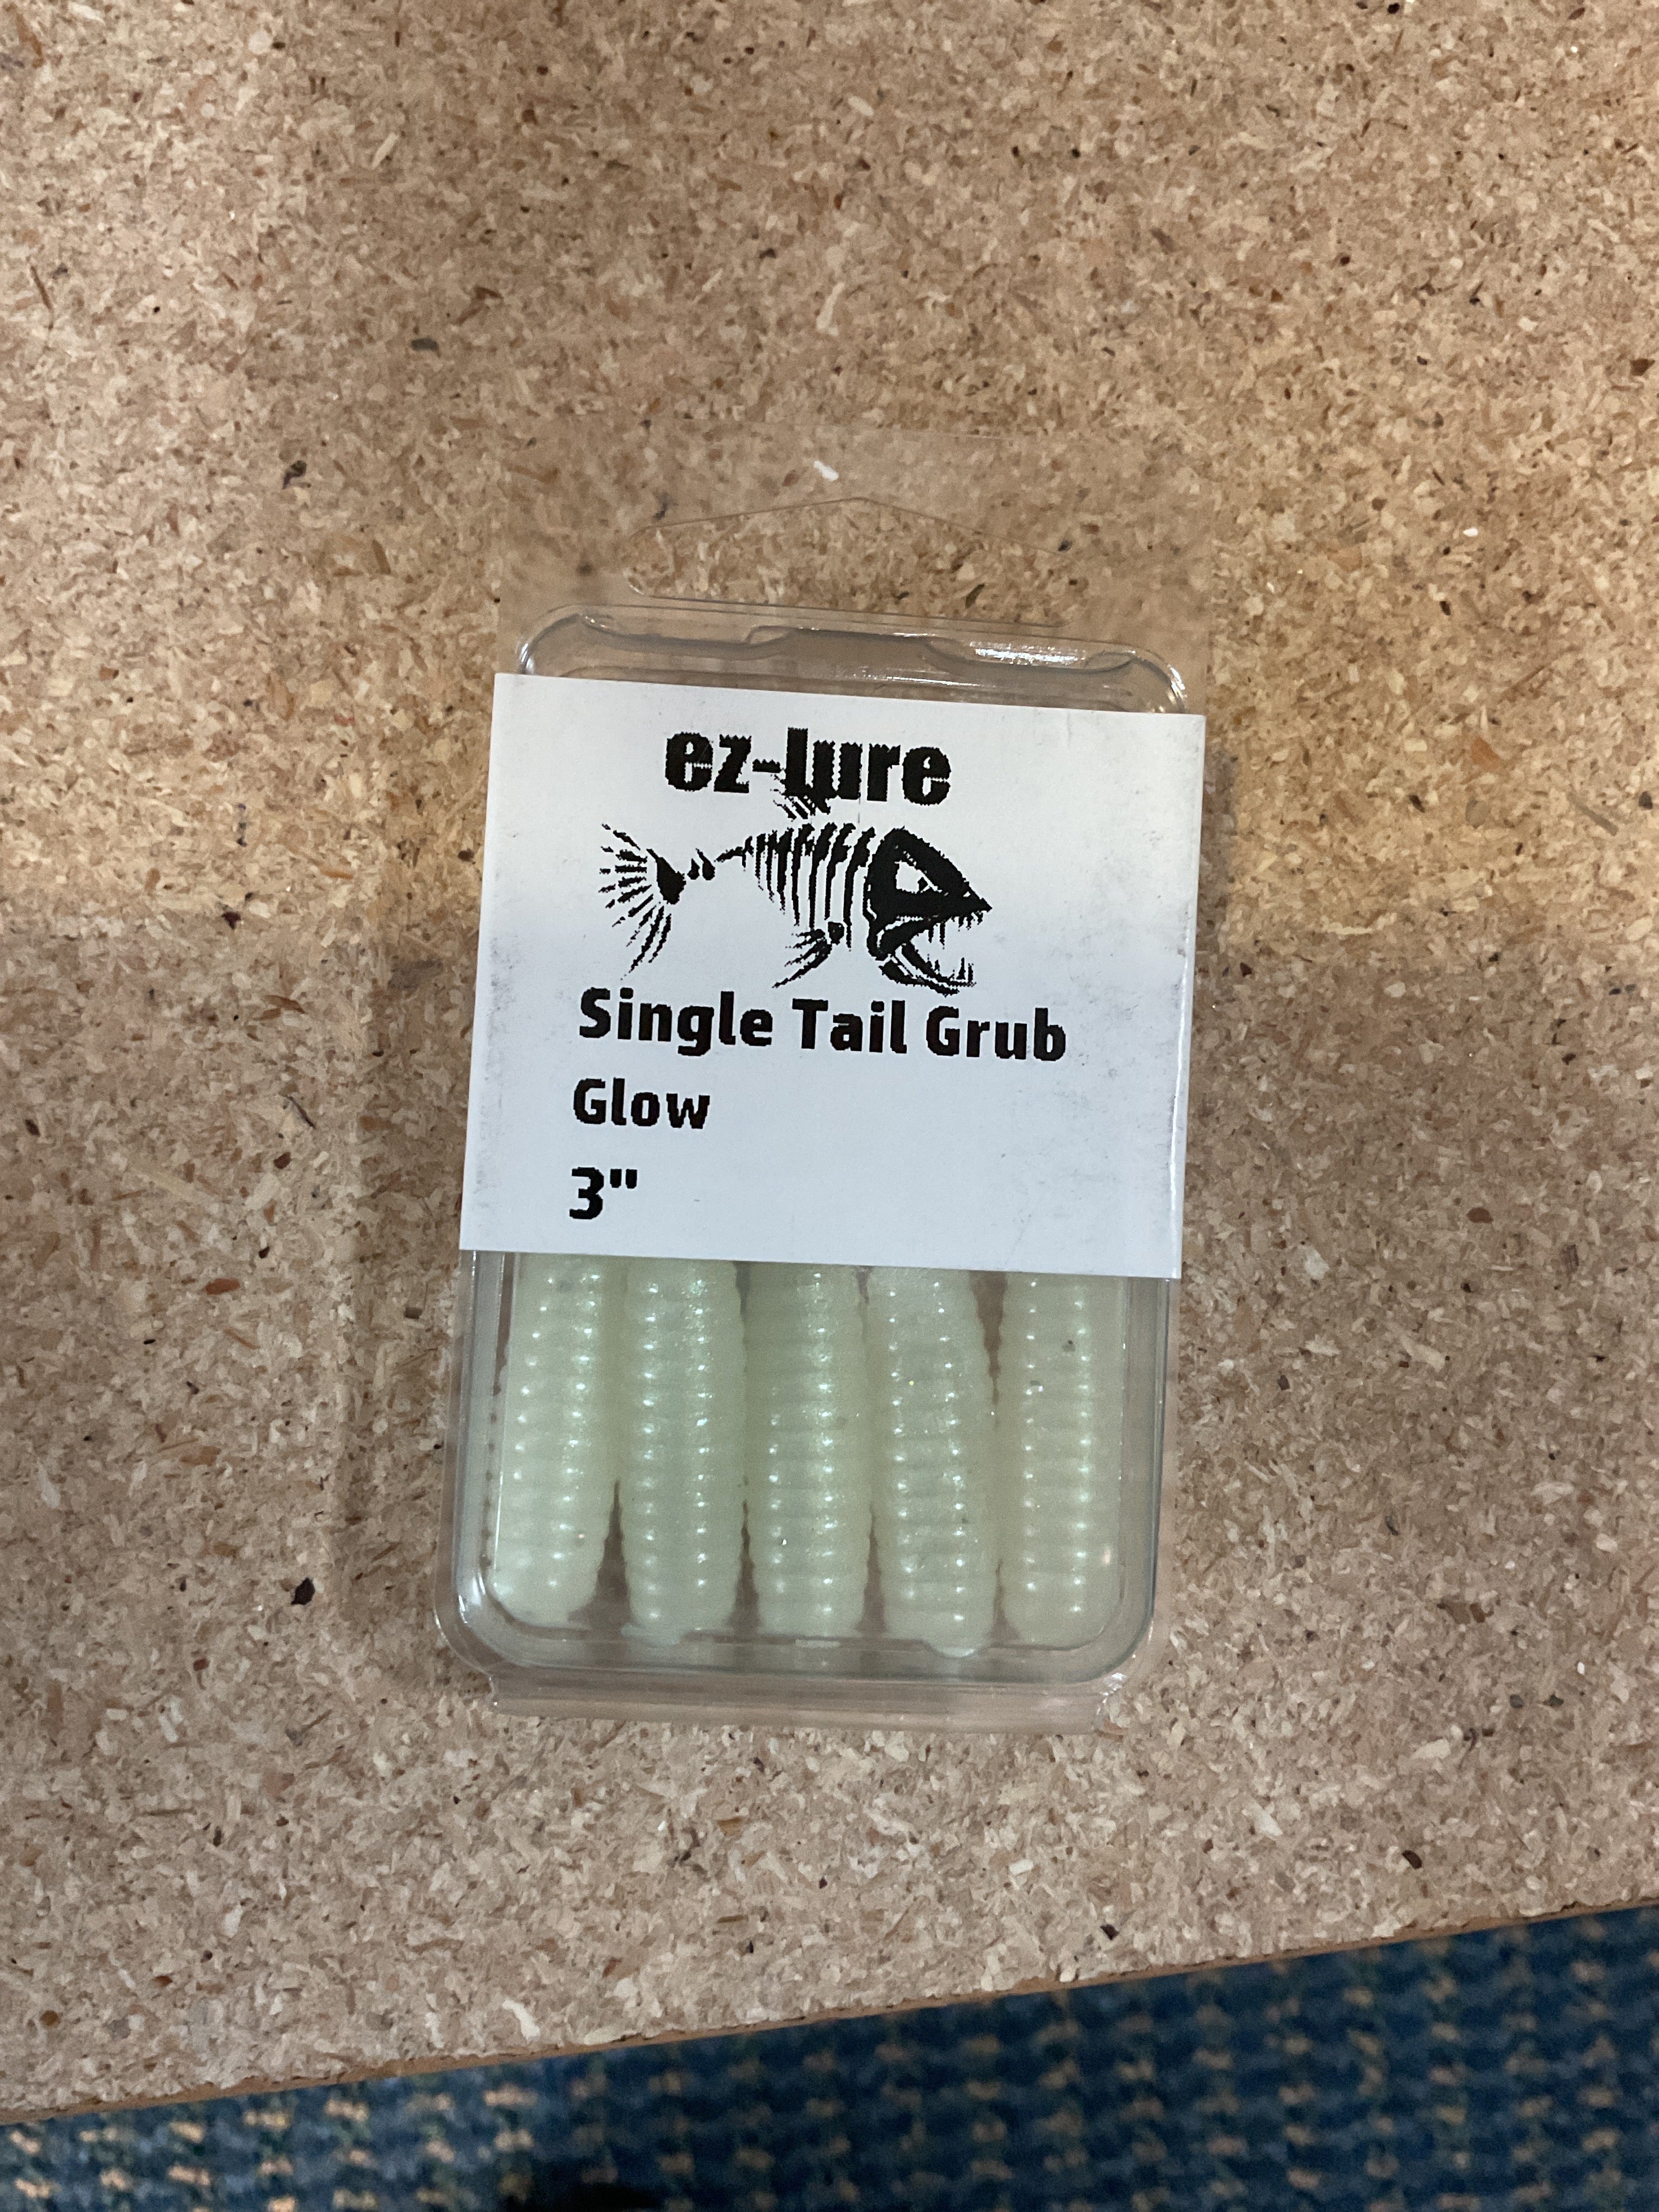 ez-lure
Single Tail Grub
Glow
3"